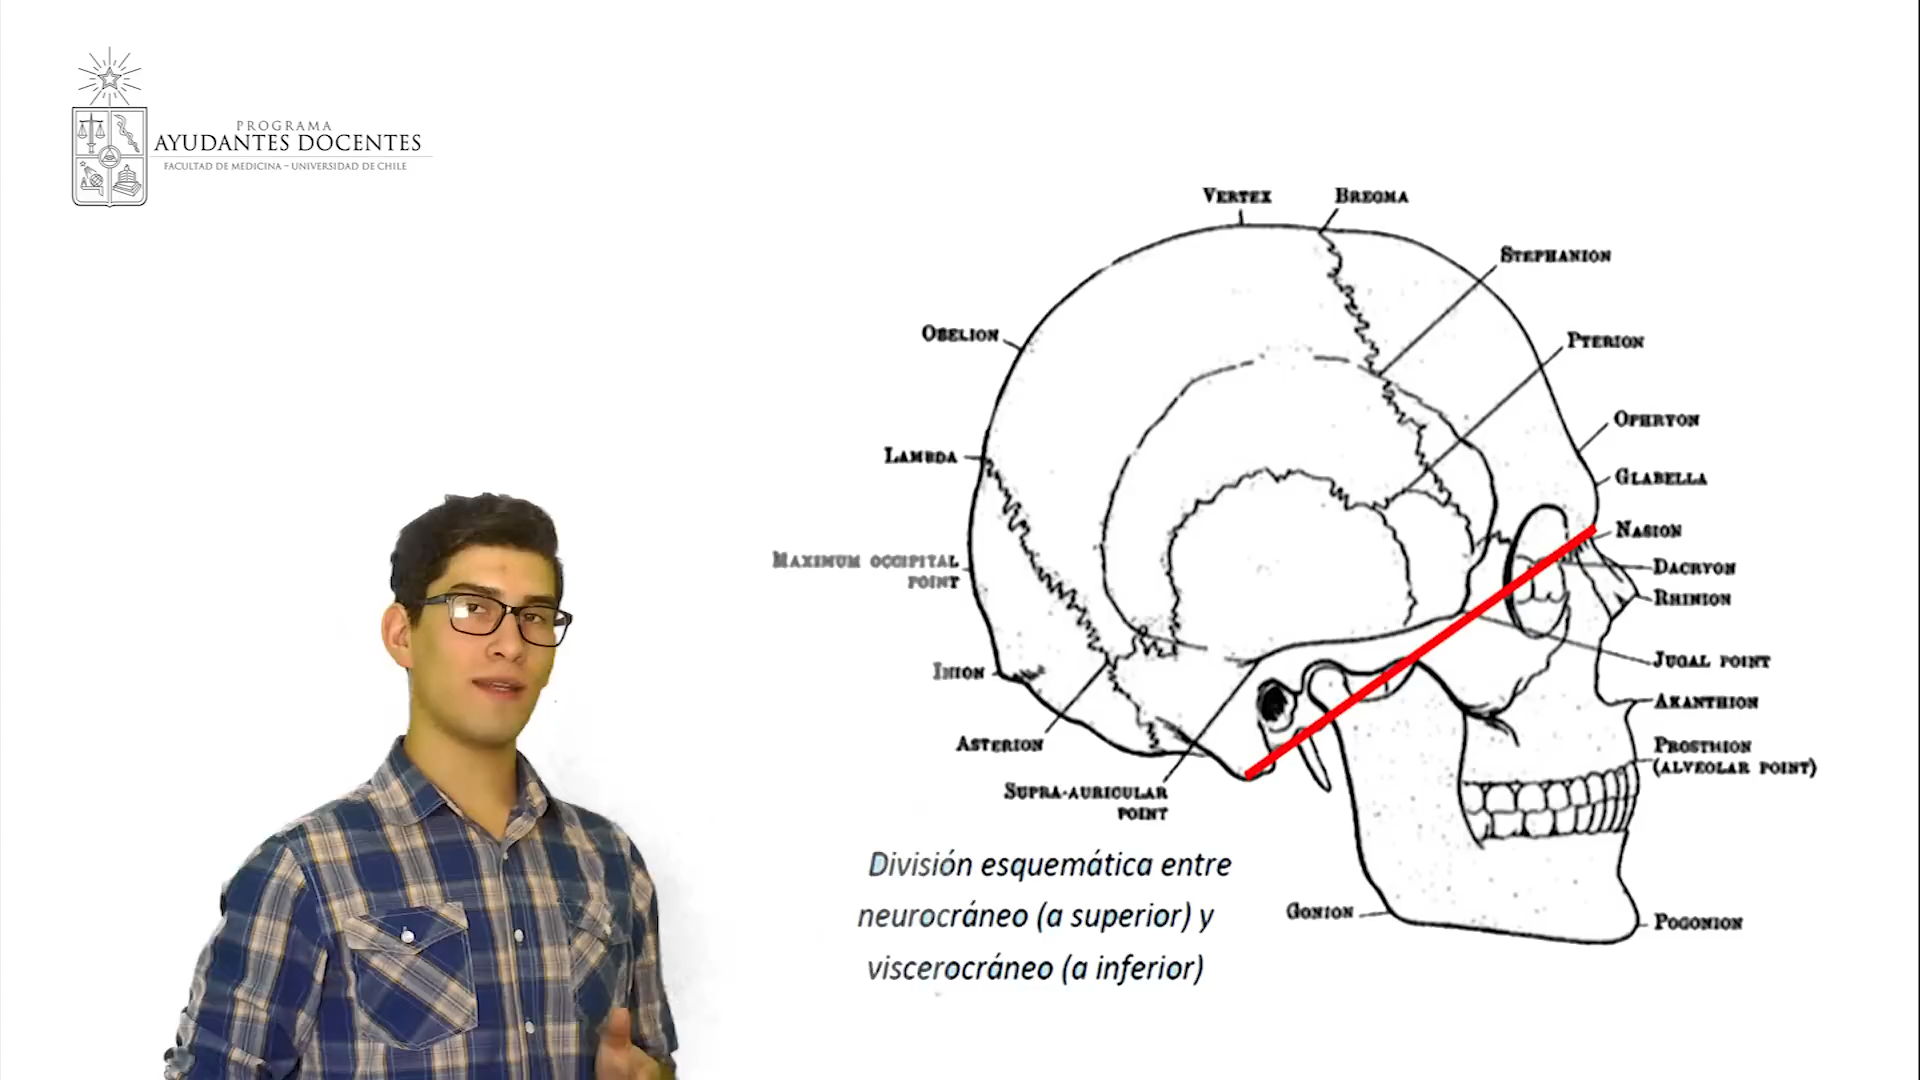 PROGRAMA
AYUDANTES DOCENTES
FACULTAD DE MEDICINA – UNIVERSIDAD DE CHILE
VERTEX
BREGMA
STEPHANION
OBELION
PTERION
OPHRYON
LAMBDA
GLABELLA
NASION
MAXIMUM OCCIPITAL
POINT
DACRYON
RHINION
INION
JUGAL POINT
AKANTHION
ASTERION
PROSTHION
(ALVEOLAR POINT)
SUPRA-AURICULAR
POINT
División esquemática entre
neurocráneo (a superior) y
viscerocráneo (a inferior)
GONION
POGONION